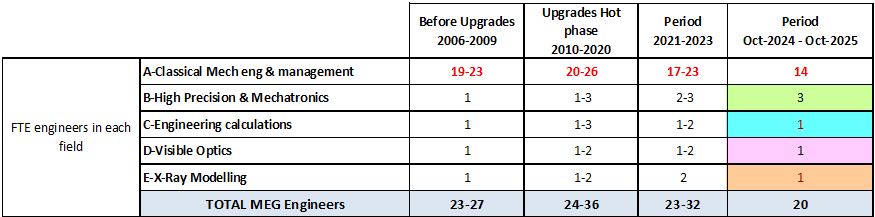 Before Upgrades 2006-2009 Upgrades Hot phase 2010-2020 Period 2021-2023 Period Oct-2024 - Oct-2025
FTE engineers in each field
A-Classical Mech eng & management 19-23 20-26 17-23 14
B-High Precision & Mechatronics 1 1-3 2-3 3
C-Engineering calculations 1 1-3 1-2 1
D-Visible Optics 1 1-2 1-2 1
E-X-Ray Modelling 1 1-2 2 1
TOTAL MEG Engineers 23-27 24-36 23-32 20